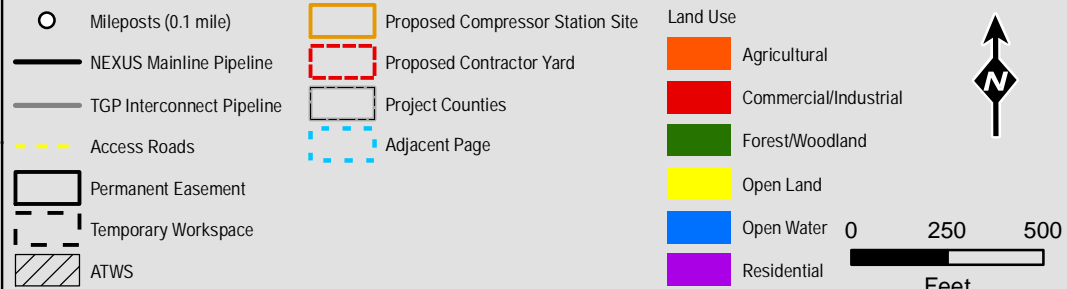 Mileposts (0.1 mile)
NEXUS Mainline Pipeline
TGP Interconnect Pipeline
Access Roads
Permanent Easement
Temporary Workspace
ATWS
Proposed Compressor Station Site
Proposed Contractor Yard
Project Counties
Adjacent Page
Land Use
Agricultural
Commercial/Industrial
Forest/Woodland
Open Land
Open Water
Residential
N
0 250 500
Feet